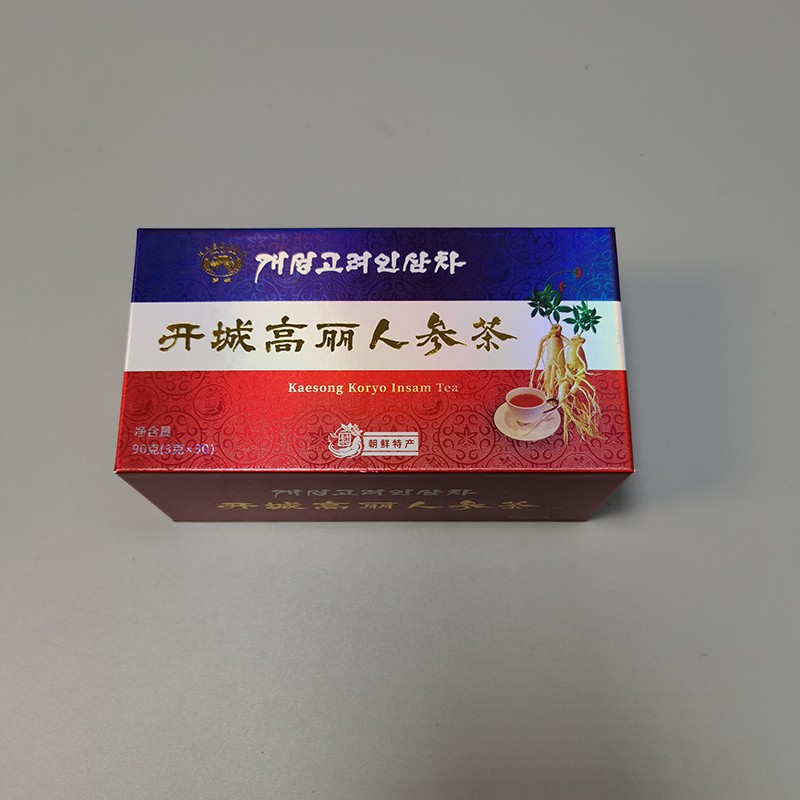 개성고려인삼차
开城高丽人参茶
Kaesong Koryo Insam Tea
净含量
90克(3克×30)
朝鲜特产
개성고려인삼차
开城高丽人参茶